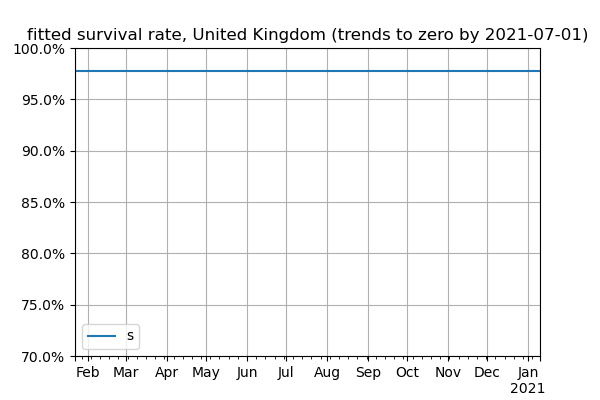 fitted survival rate, United Kingdom (trends to zero by 2021-07-01)
100.0%
95.0%
90.0%
85.0%
80.0%
75.0%
70.0%
s
Feb Mar Apr May Jun Jul Aug Sep Oct Nov Dec Jan
2021